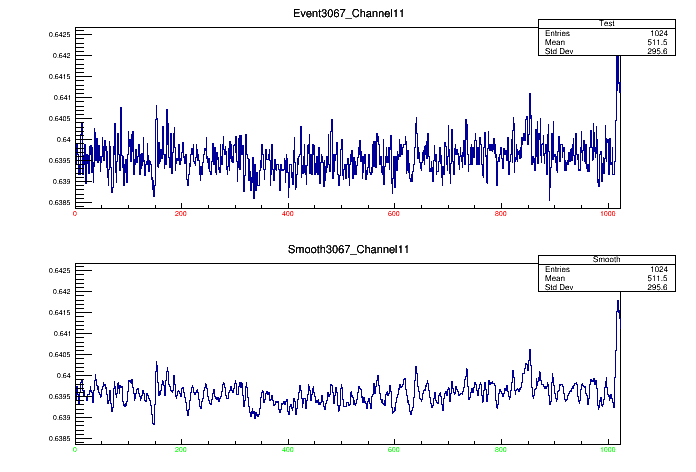 Event3067_Channel11
Test
Entries 1024
Mean 511.5
Std Dev 295.6
0.6425
0.642
0.6415
0.641
0.6405
0.64
0.6395
0.639
0.6385
0 200 400 600 800 1000
Smooth3067_Channel11
Smooth
Entries 1024
Mean 511.5
Std Dev 295.6
0.6425
0.642
0.6415
0.641
0.6405
0.64
0.6395
0.639
0.6385
0 200 400 600 800 1000